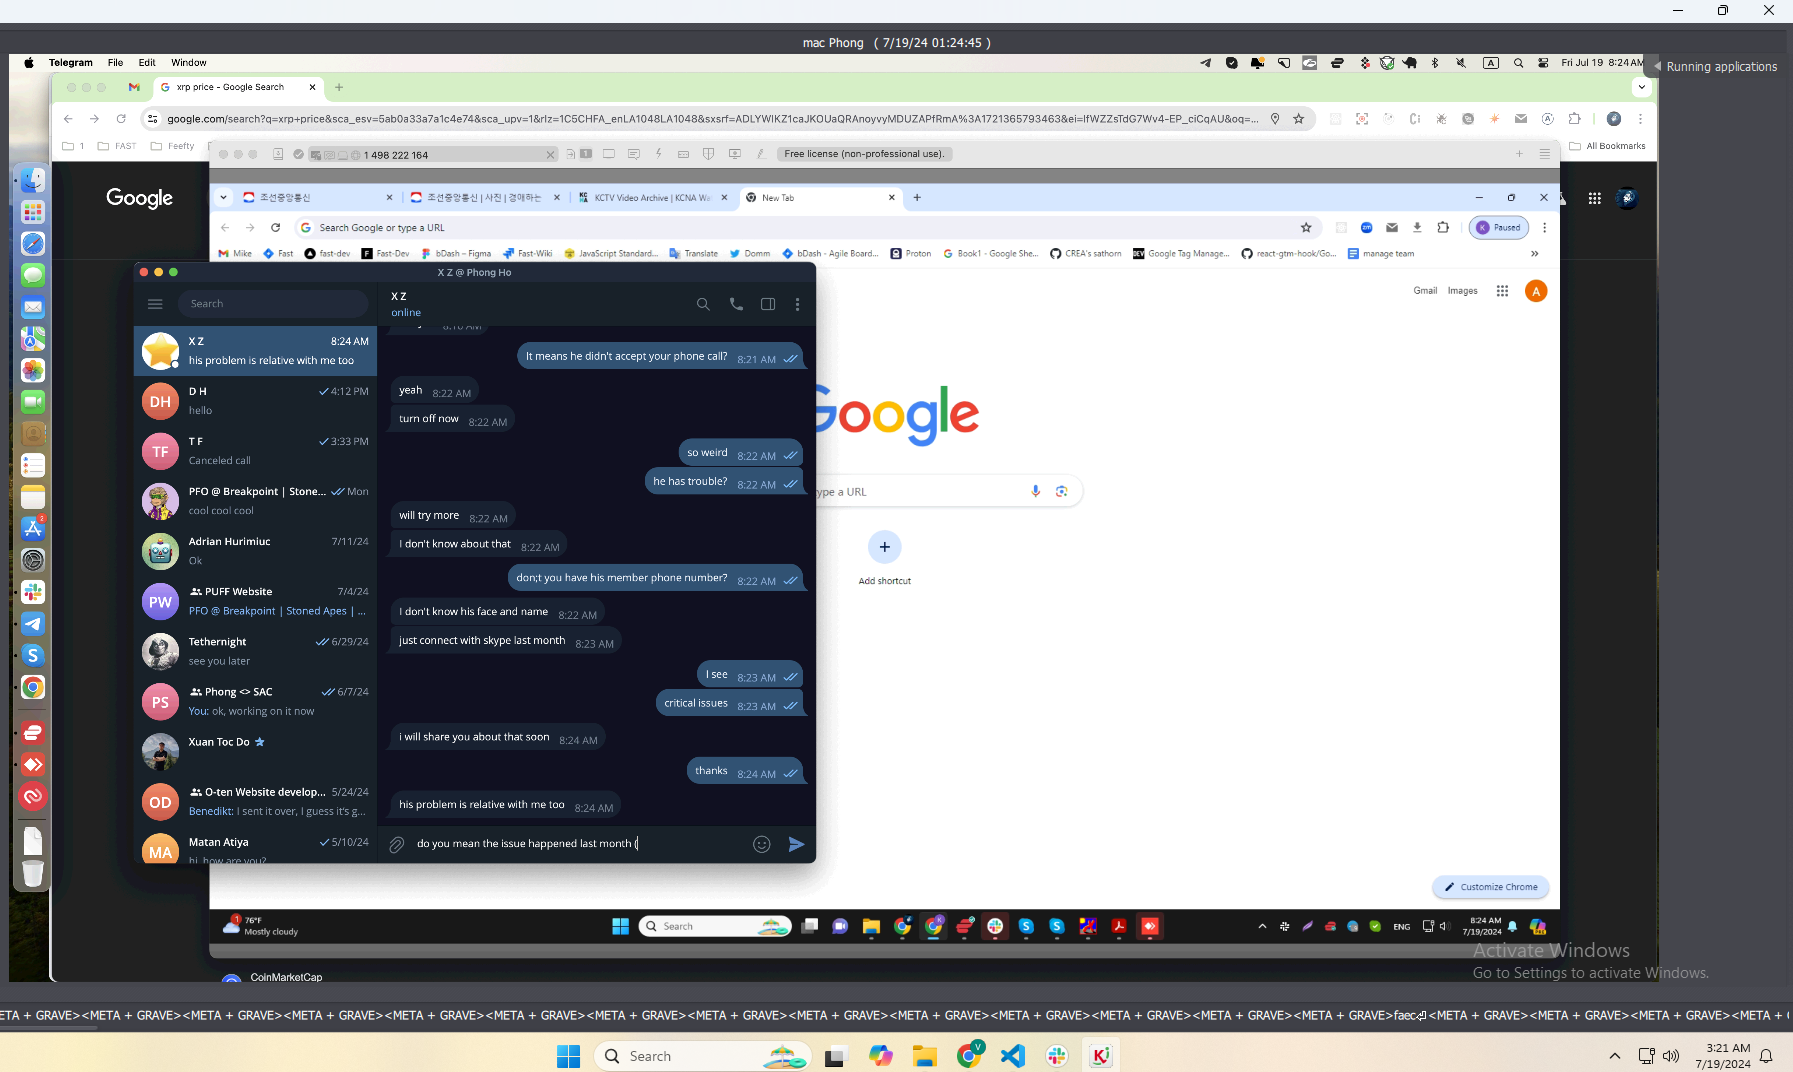 mac Phong ( 7/19/24 01:24:45 )
Telegram File Edit Window
A
Fri Jul 19 8:24AM
Running applications
xrp price - Google Search
google.com/search?q=xrp+price&sca_esv=5ab0a33a7a1c4e74&sca_upv=1&rlz=1C5CHFA_enLA1048LA1048&sxsrf=ADLYWIKZ1caJKOUaQRAnoyvyMDUZAPfRmA%3A1721365793463&ei=lfWZZsTdG7Wv4-EP_ciCqAU&oq=...
1 FAST Feefty
All Bookmarks
1 498 222 164
1
Free license (non-professional use).
Google
조선중앙통신
조선중앙통신 | 사진 | 경애하는
KCTV Video Archive | KCNA Wa
New Tab
Search Google or type a URL
K Paused
Mike Fast fast-dev Fast-Dev bDash – Figma Fast-Wiki JavaScript Standard... Translate Domm bDash - Agile Board... Proton Book1 - Google She... CREA's sathorn Google Tag Manage... react-gtm-hook/Go... manage team
Gmail Images A
X Z @ Phong Ho
Search
X Z
online
X Z 8:24 AM
his problem is relative with me too
DH
D H 4:12 PM
hello
TF
T F 3:33 PM
Canceled call
PFO @ Breakpoint | Stone... Mon
cool cool cool
Adrian Hurimiuc 7/11/24
Ok
PW
PUFF Website 7/4/24
PFO @ Breakpoint | Stoned Apes | ...
Tethernight 6/29/24
see you later
PS
Phong <> SAC 6/7/24
You: ok, working on it now
Xuan Toc Do
OD
O-ten Website develop... 5/24/24
Benedikt: I sent it over, I guess it's g...
MA
Matan Atiya 5/10/24
hi, how are you?
8:18 AM
It means he didn't accept your phone call? 8:21 AM
yeah 8:22 AM
turn off now 8:22 AM
so weird 8:22 AM
he has trouble? 8:22 AM
will try more 8:22 AM
I don't know about that 8:22 AM
don;t you have his member phone number? 8:22 AM
I don't know his face and name 8:22 AM
just connect with skype last month 8:23 AM
I see 8:23 AM
critical issues 8:23 AM
i will share you about that soon 8:24 AM
thanks 8:24 AM
his problem is relative with me too 8:24 AM
do you mean the issue happened last month (
Google
type a URL
Add shortcut
Customize Chrome
1
76°F
Mostly cloudy
Search
ENG
8:24 AM
7/19/2024
Activate Windows
Go to Settings to activate Windows.
CoinMarketCap
ETA + GRAVE><META + GRAVE><META + GRAVE><META + GRAVE><META + GRAVE><META + GRAVE><META + GRAVE><META + GRAVE><META + GRAVE><META + GRAVE><META + GRAVE><META + GRAVE><META + GRAVE><META + GRAVE>faec<META + GRAVE><META + GRAVE><META + GRAVE><META +
Search
V
3:21 AM
7/19/2024